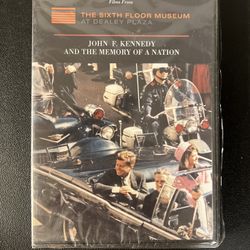 Films From
THE SIXTH FLOOR MUSEUM
AT DEALEY PLAZA
JOHN F. KENNEDY
AND THE MEMORY OF A NATION